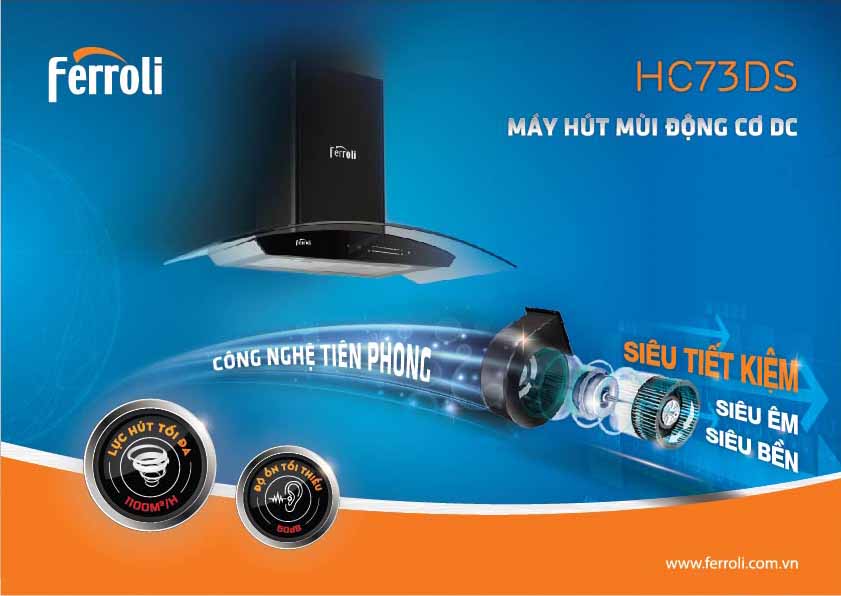 Ferroli
HC73DS
MÁY HÚT MÙI ĐỘNG CƠ DC
Ferroli
Ferroli
CÔNG NGHỆ TIÊN PHONG
SIÊU TIẾT KIỆM
SIÊU ÊM
SIÊU BỀN
LỰC HÚT TỐI ĐA
1100M³/H
ĐỘ ỒN TỐI THIỂU
50dB
www.ferroli.com.vn